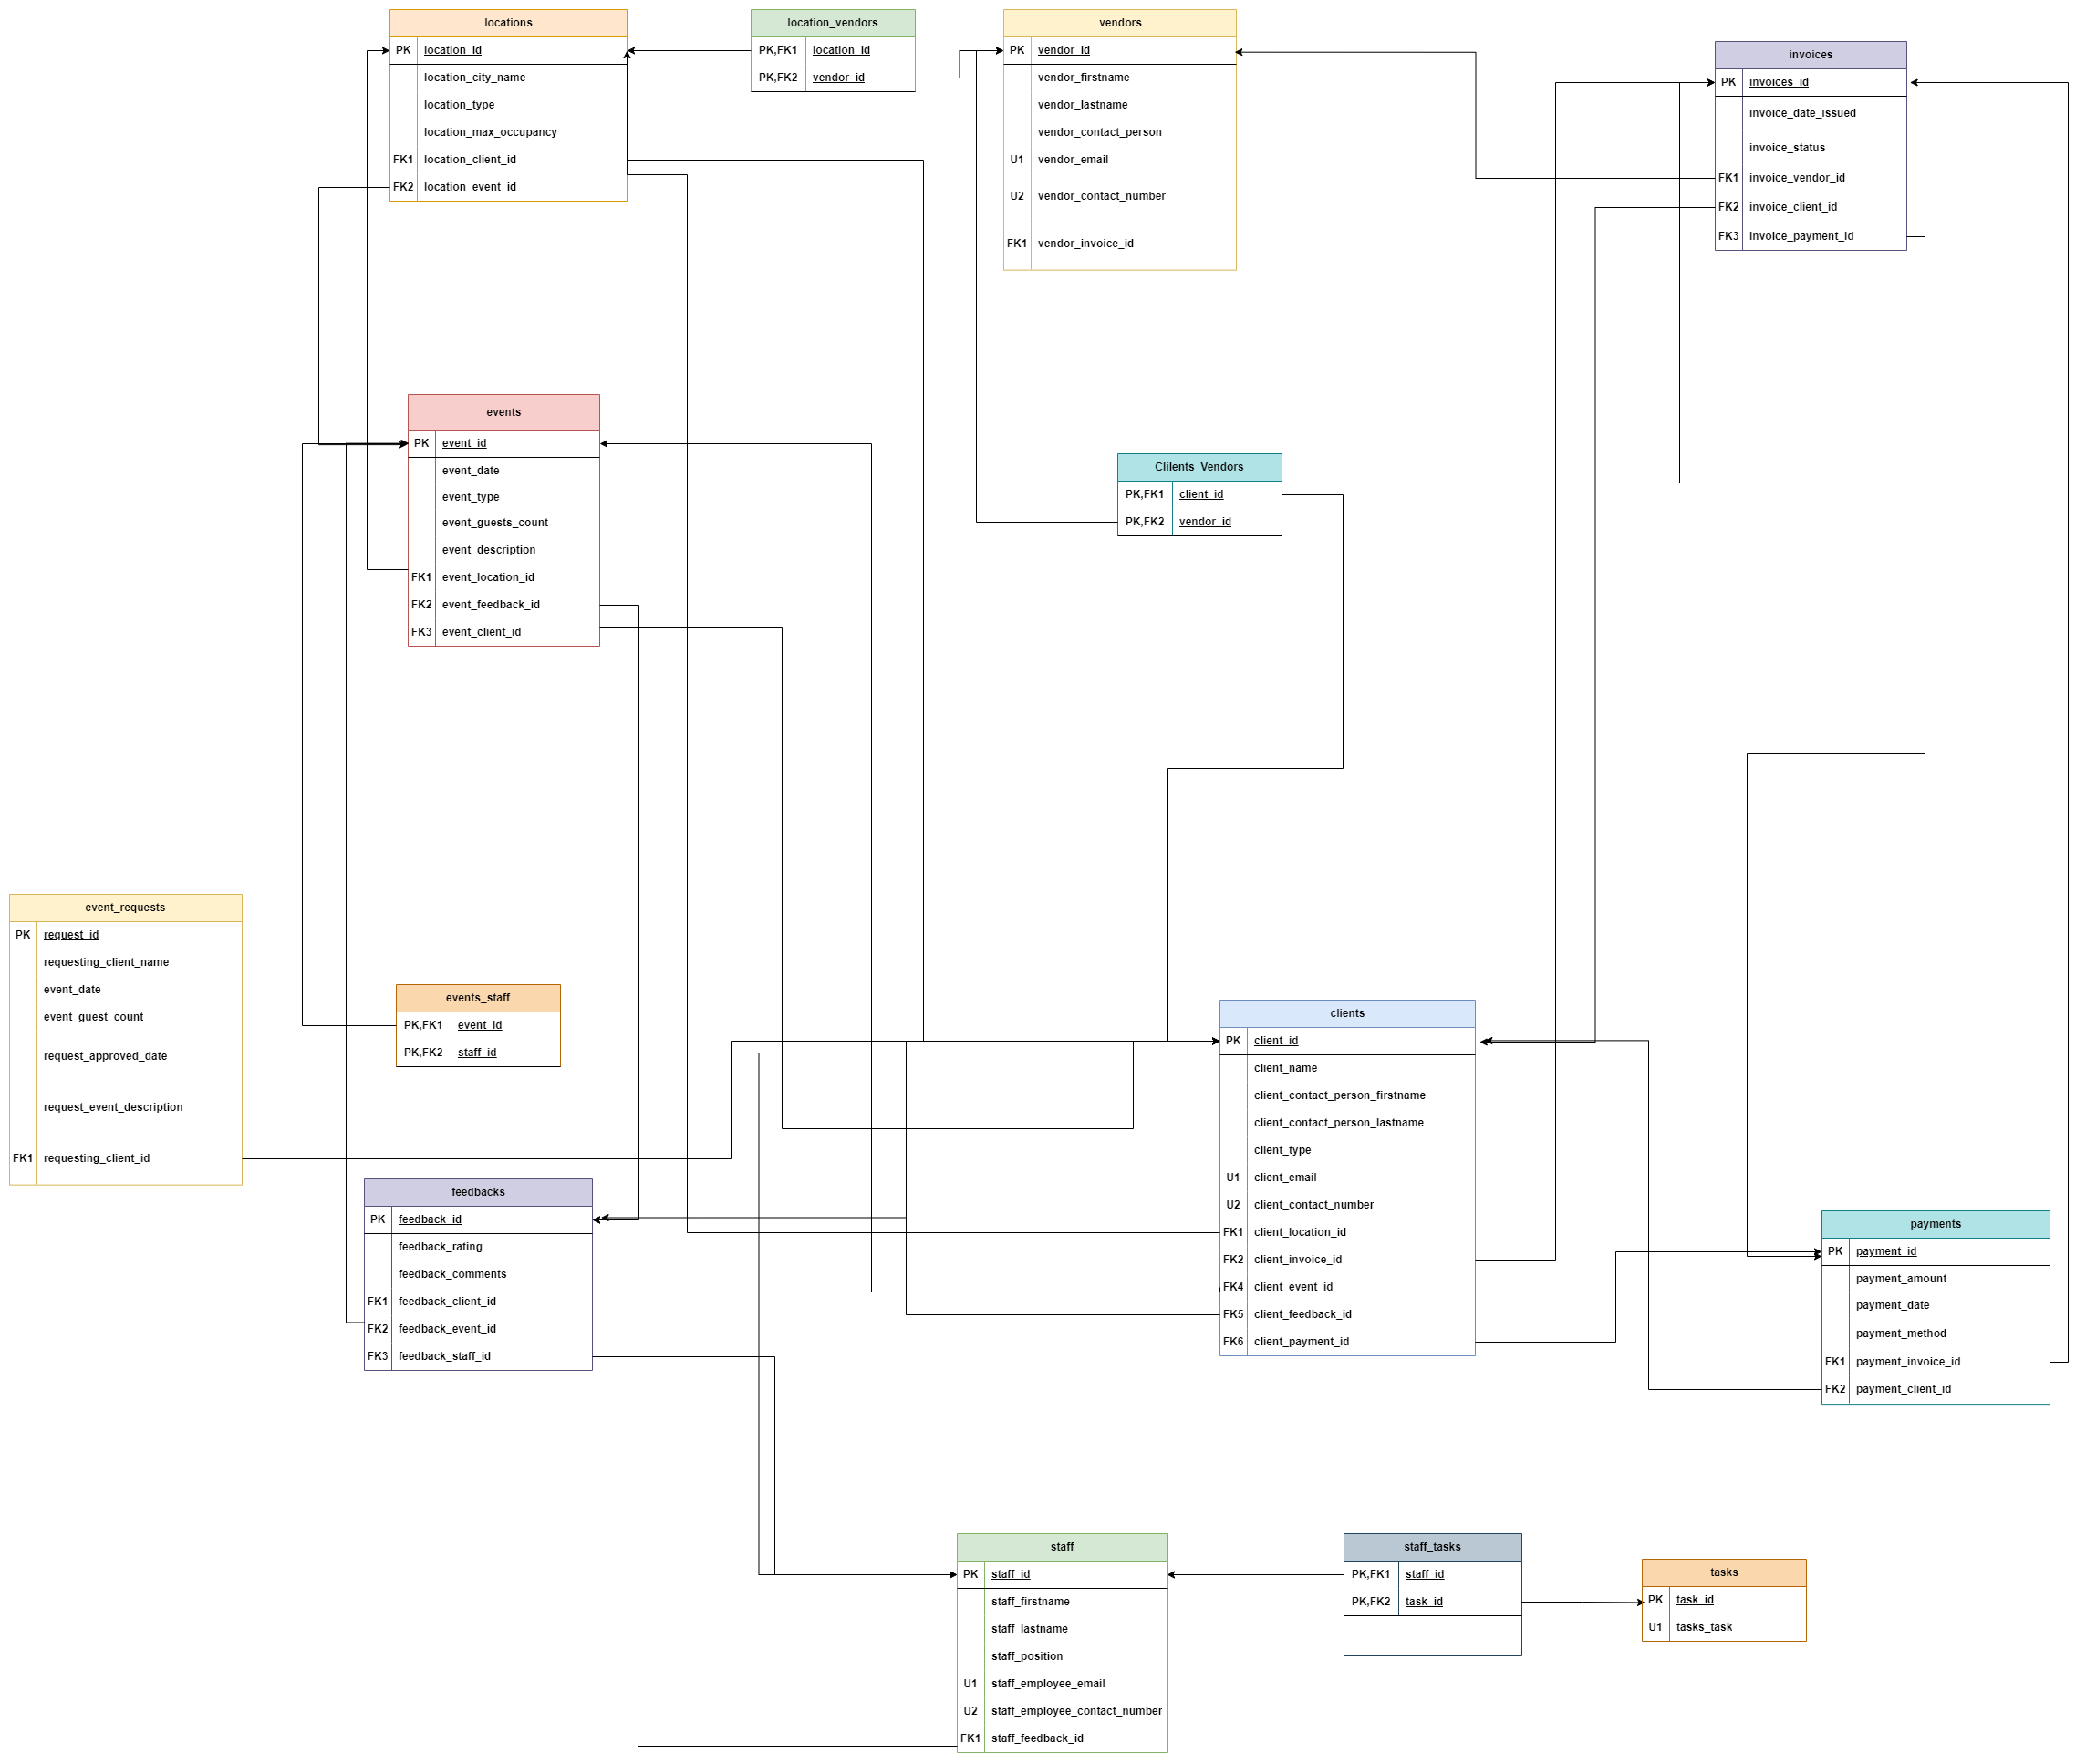 locations
PK location_id
location_city_name
location_type
location_max_occupancy
FK1 location_client_id
FK2 location_event_id
location_vendors
PK,FK1 location_id
PK,FK2 vendor_id
vendors
PK vendor_id
vendor_firstname
vendor_lastname
vendor_contact_person
U1 vendor_email
U2 vendor_contact_number
FK1 vendor_invoice_id
invoices
PK invoices_id
invoice_date_issued
invoice_status
FK1 invoice_vendor_id
FK2 invoice_client_id
FK3 invoice_payment_id
events
PK event_id
event_date
event_type
event_guests_count
event_description
FK1 event_location_id
FK2 event_feedback_id
FK3 event_client_id
Clilents_Vendors
PK,FK1 client_id
PK,FK2 vendor_id
event_requests
PK request_id
requesting_client_name
event_date
event_guest_count
request_approved_date
request_event_description
FK1 requesting_client_id
events_staff
PK,FK1 event_id
PK,FK2 staff_id
clients
PK client_id
client_name
client_contact_person_firstname
client_contact_person_lastname
client_type
U1 client_email
U2 client_contact_number
FK1 client_location_id
FK2 client_invoice_id
FK4 client_event_id
FK5 client_feedback_id
FK6 client_payment_id
feedbacks
PK feedback_id
feedback_rating
feedback_comments
FK1 feedback_client_id
FK2 feedback_event_id
FK3 feedback_staff_id
payments
PK payment_id
payment_amount
payment_date
payment_method
FK1 payment_invoice_id
FK2 payment_client_id
staff
PK staff_id
staff_firstname
staff_lastname
staff_position
U1 staff_employee_email
U2 staff_employee_contact_number
FK1 staff_feedback_id
staff_tasks
PK,FK1 staff_id
PK,FK2 task_id
tasks
PK task_id
U1 tasks_task